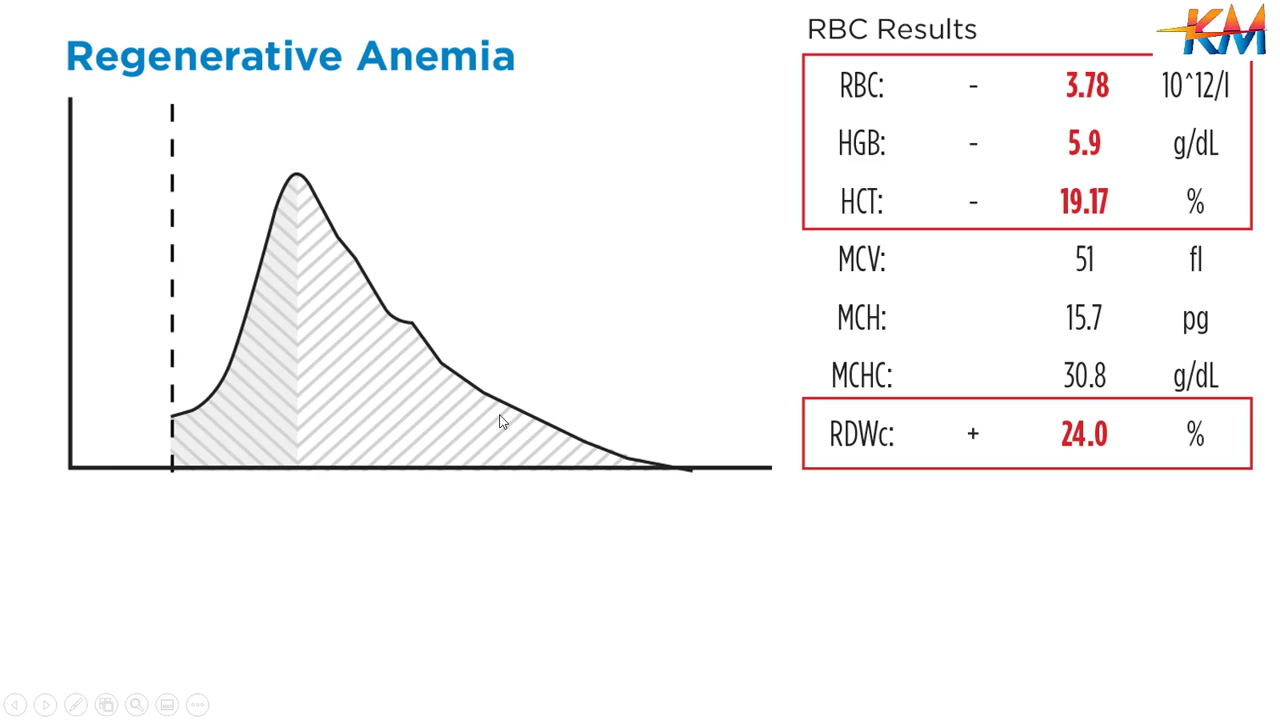 Regenerative Anemia
RBC Results
KM
RBC: - 3.78 10^12/l
HGB: - 5.9 g/dL
HCT: - 19.17 %
MCV: 51 fl
MCH: 15.7 pg
MCHC: 30.8 g/dL
RDWc: + 24.0 %